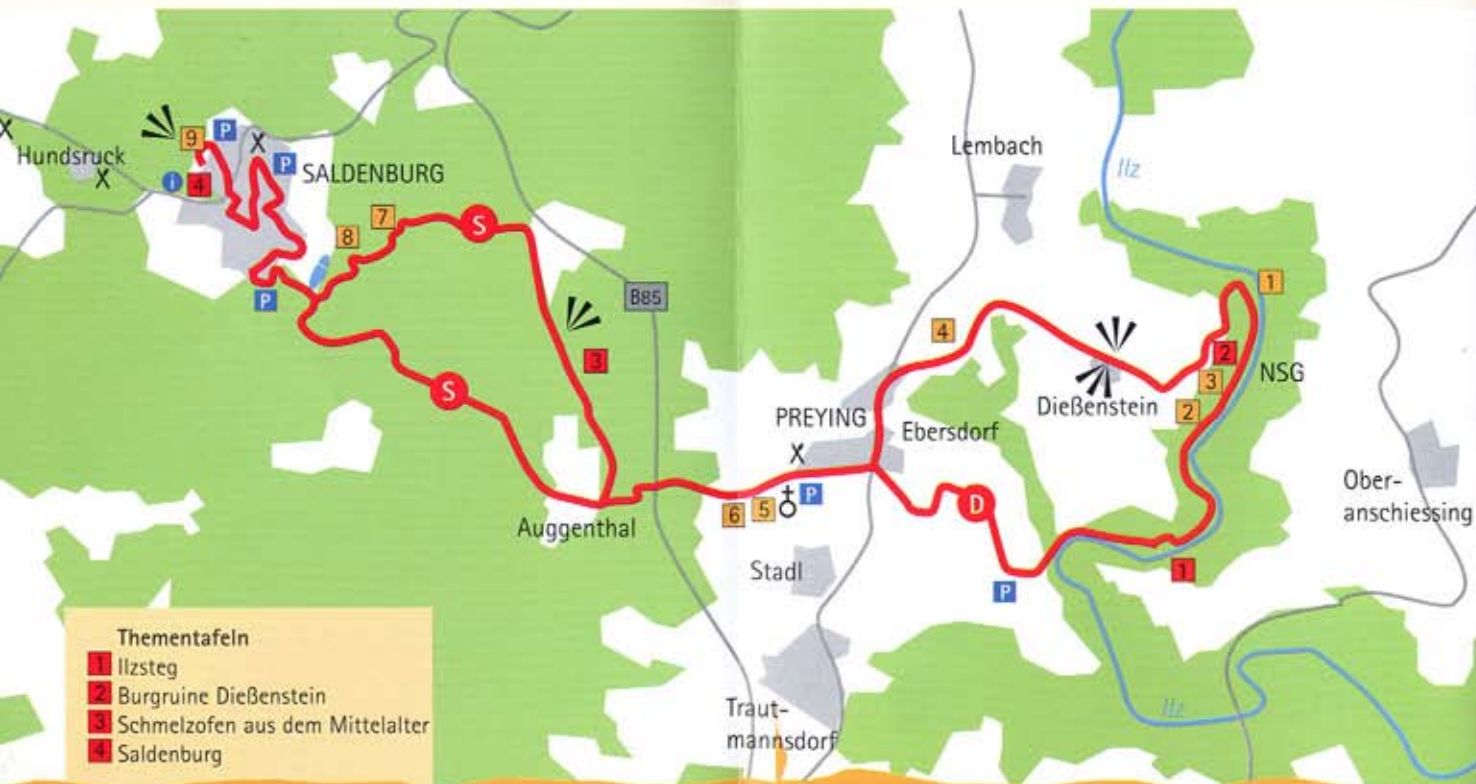 Ilz
Lembach
Hundsruck
9
P
P
i
4
SALDENBURG
7
S
8
P
B85
1
4
2
NSG
3
3
Dießenstein
2
S
PREYING
Ebersdorf
Ober-
anschiessing
6
5
P
D
Auggenthal
Stadl
P
1
Thementafeln
1 Ilzsteg
2 Burgruine Dießenstein
3 Schmelzofen aus dem Mittelalter
4 Saldenburg
Traut-
mannsdorf
Ilz